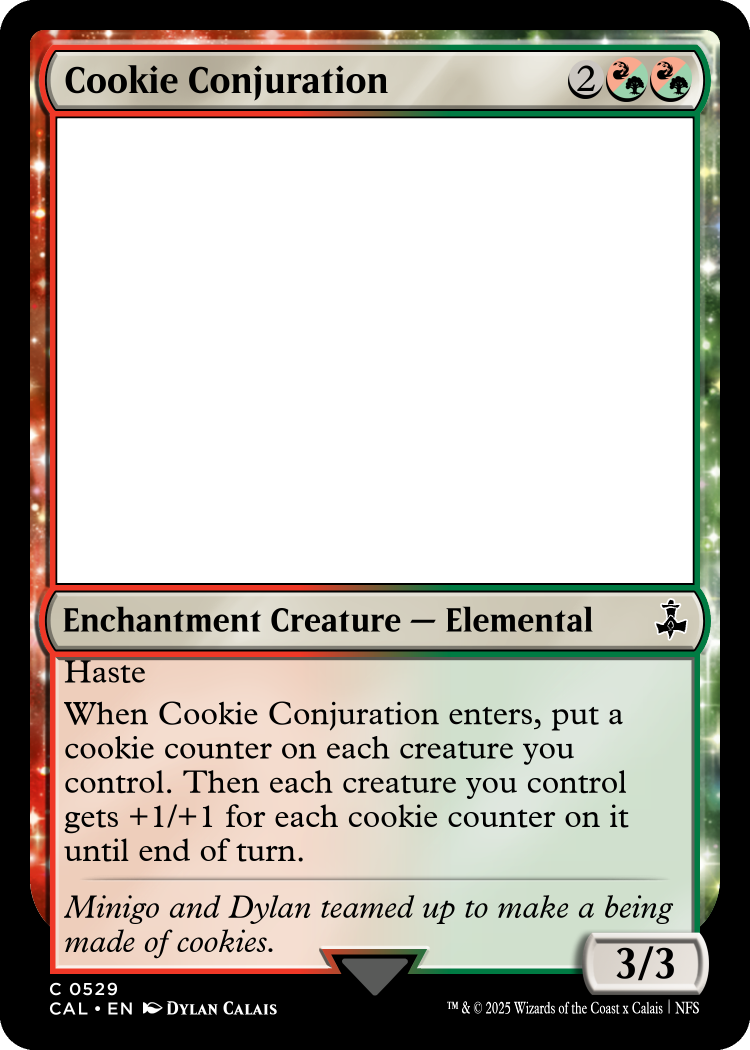 Cookie Conjuration 2
Enchantment Creature — Elemental
Haste
When Cookie Conjuration enters, put a
cookie counter on each creature you
control. Then each creature you control
gets +1/+1 for each cookie counter on it
until end of turn.
Minigo and Dylan teamed up to make a being
made of cookies.
3/3
C 0529
CAL • EN Dylan Calais
™ & © 2025 Wizards of the Coast x Calais | NFS